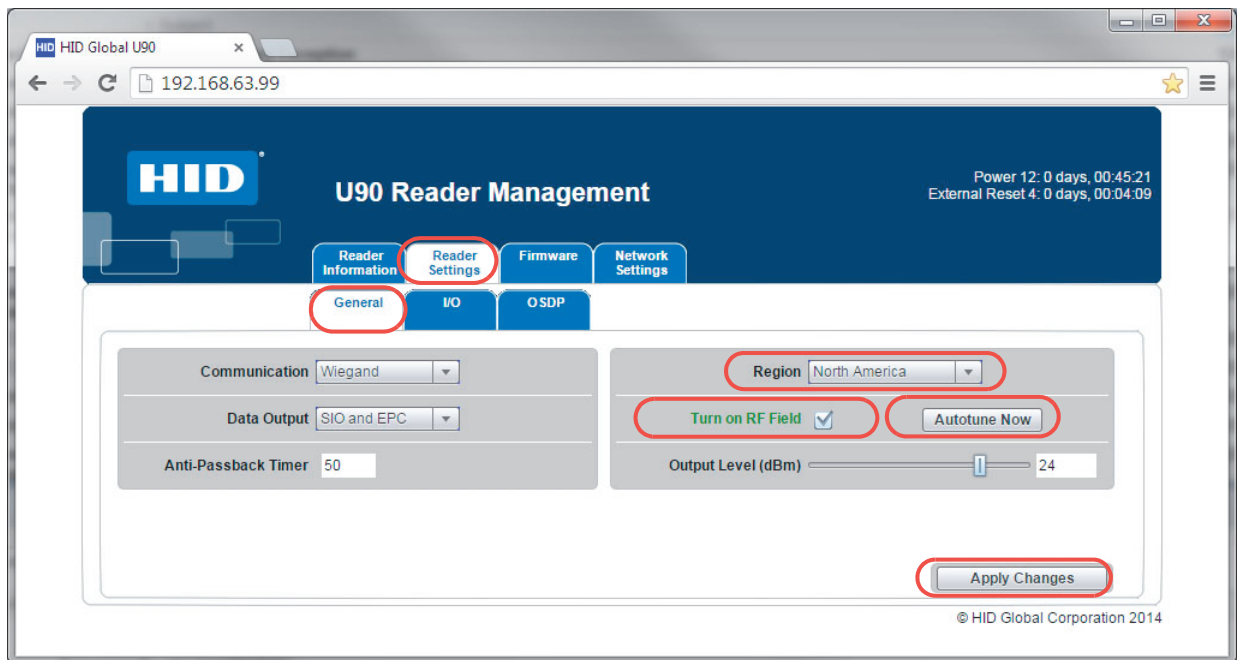 HID HID Global U90
192.168.63.99
HID
U90 Reader Management
Power 12: 0 days, 00:45:21
External Reset 4: 0 days, 00:04:09
Reader Information
Reader Settings
Firmware
Network Settings
General
I/O
OSDP
Communication Wiegand
Region North America
Data Output SIO and EPC
Turn on RF Field
Autotune Now
Anti-Passback Timer 50
Output Level (dBm) 24
Apply Changes
© HID Global Corporation 2014